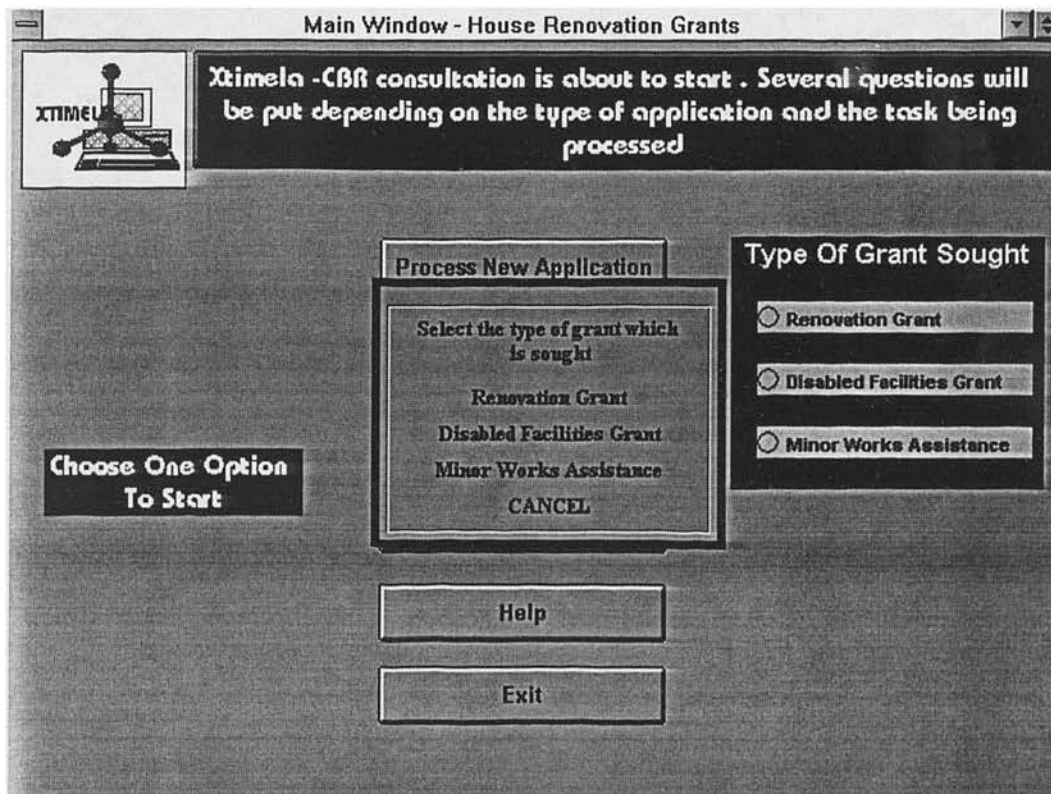 Main Window - House Renovation Grants
XTIMELA
Xtimela -CBR consultation is about to start . Several questions will
be put depending on the type of application and the task being
processed
Process New Application
Select the type of grant which
is sought
Renovation Grant
Disabled Facilities Grant
Minor Works Assistance
CANCEL
Type Of Grant Sought
Renovation Grant
Disabled Facilities Grant
Minor Works Assistance
Choose One Option
To Start
Help
Exit